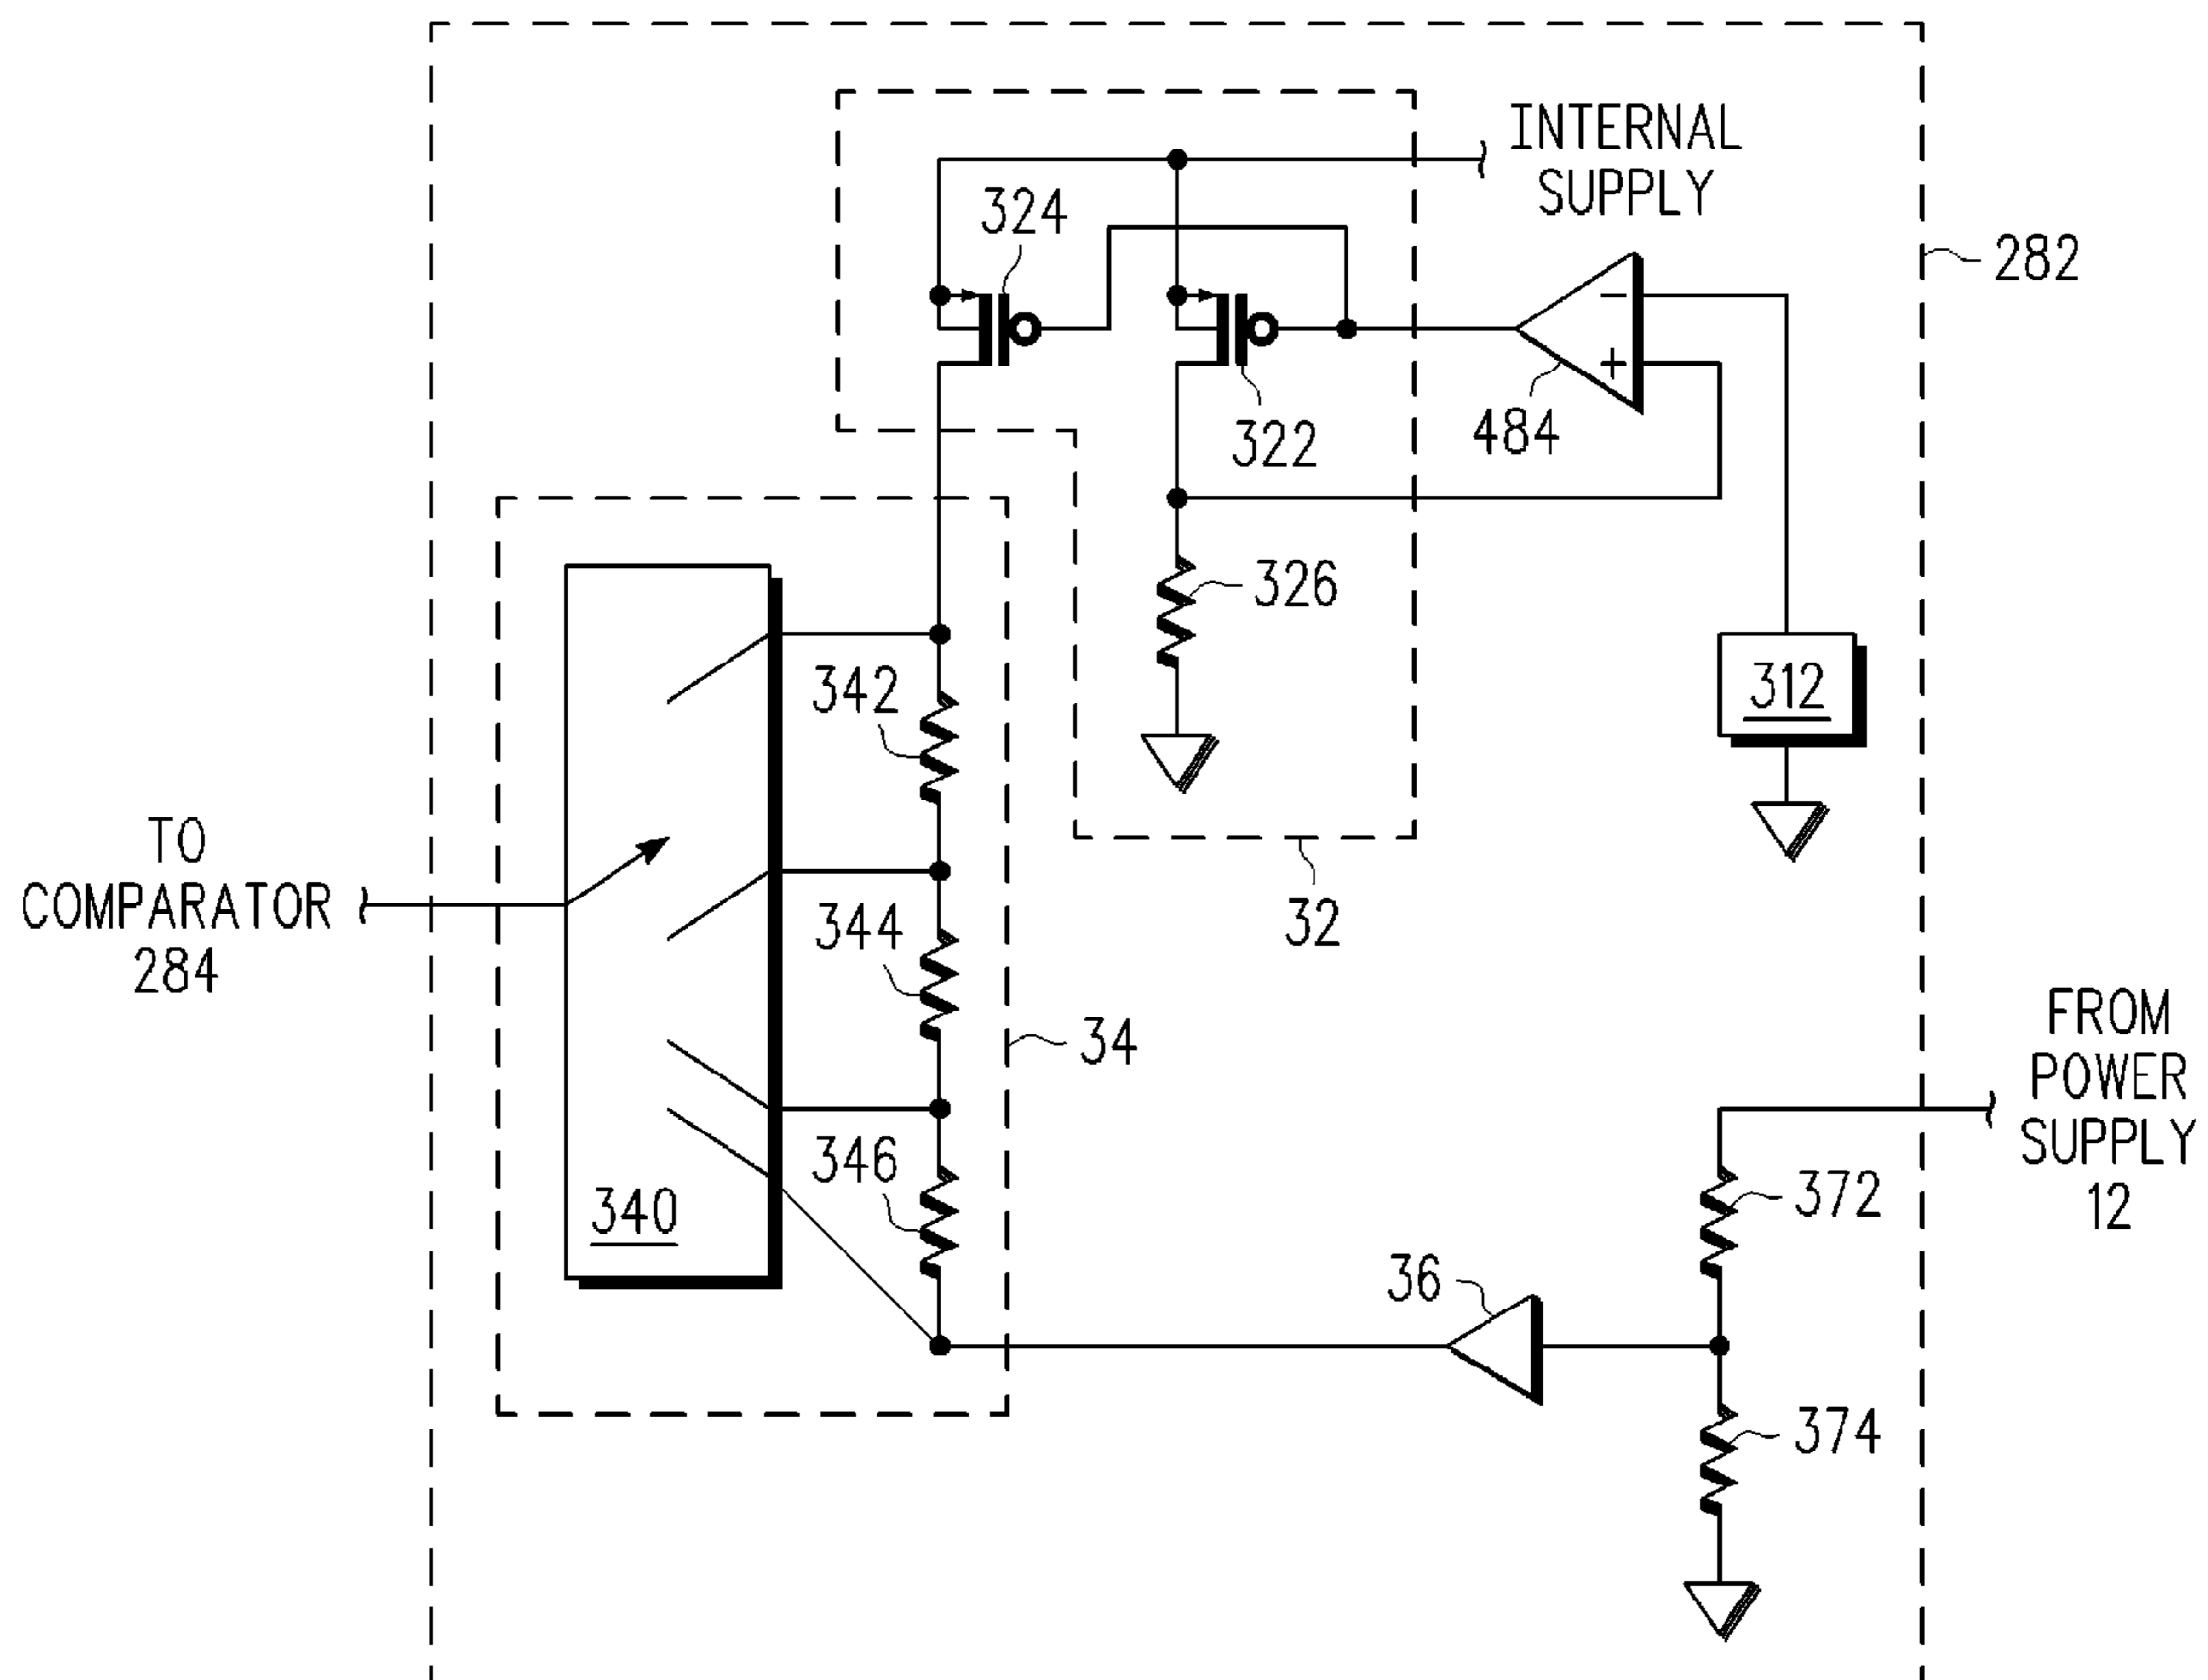 INTERNAL
SUPPLY
324
282
484
322
326
312
342
TO
COMPARATOR
284
344
32
34
FROM
POWER
SUPPLY
12
346
372
340
36
374
−
+